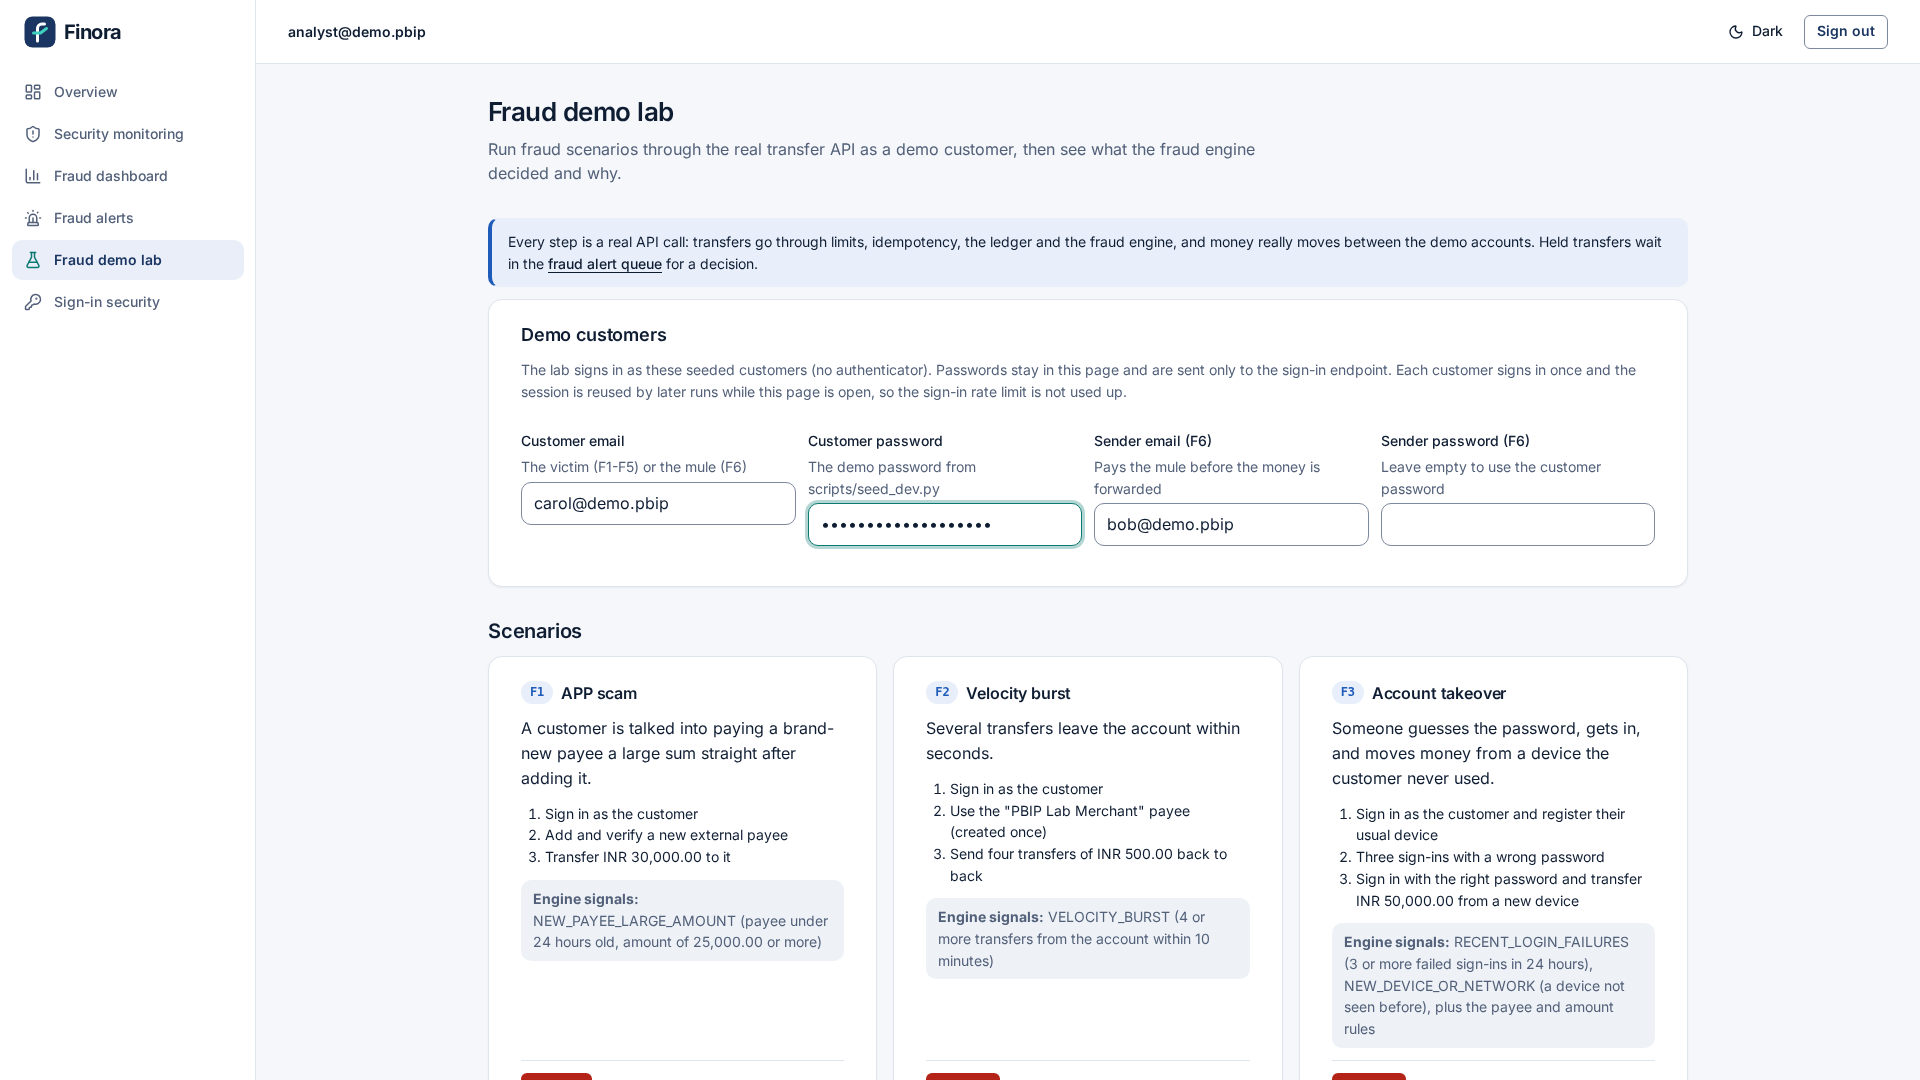 Finora
analyst@demo.pbip
Dark
Sign out
Overview
Security monitoring
Fraud dashboard
Fraud alerts
Fraud demo lab
Sign-in security
Fraud demo lab
Run fraud scenarios through the real transfer API as a demo customer, then see what the fraud engine
decided and why.
Every step is a real API call: transfers go through limits, idempotency, the ledger and the fraud engine, and money really moves between the demo accounts. Held transfers wait
in the fraud alert queue for a decision.
Demo customers
The lab signs in as these seeded customers (no authenticator). Passwords stay in this page and are sent only to the sign-in endpoint. Each customer signs in once and the
session is reused by later runs while this page is open, so the sign-in rate limit is not used up.
Customer email
The victim (F1-F5) or the mule (F6)
carol@demo.pbip
Customer password
The demo password from
scripts/seed_dev.py
•••••••••••••••••••
Sender email (F6)
Pays the mule before the money is
forwarded
bob@demo.pbip
Sender password (F6)
Leave empty to use the customer
password
Scenarios
F1 APP scam
A customer is talked into paying a brand-
new payee a large sum straight after
adding it.
1. Sign in as the customer
2. Add and verify a new external payee
3. Transfer INR 30,000.00 to it
Engine signals:
NEW_PAYEE_LARGE_AMOUNT (payee under
24 hours old, amount of 25,000.00 or more)
F2 Velocity burst
Several transfers leave the account within
seconds.
1. Sign in as the customer
2. Use the "PBIP Lab Merchant" payee
(created once)
3. Send four transfers of INR 500.00 back to
back
Engine signals: VELOCITY_BURST (4 or
more transfers from the account within 10
minutes)
F3 Account takeover
Someone guesses the password, gets in,
and moves money from a device the
customer never used.
1. Sign in as the customer and register their
usual device
2. Three sign-ins with a wrong password
3. Sign in with the right password and transfer
INR 50,000.00 from a new device
Engine signals: RECENT_LOGIN_FAILURES
(3 or more failed sign-ins in 24 hours),
NEW_DEVICE_OR_NETWORK (a device not
seen before), plus the payee and amount
rules